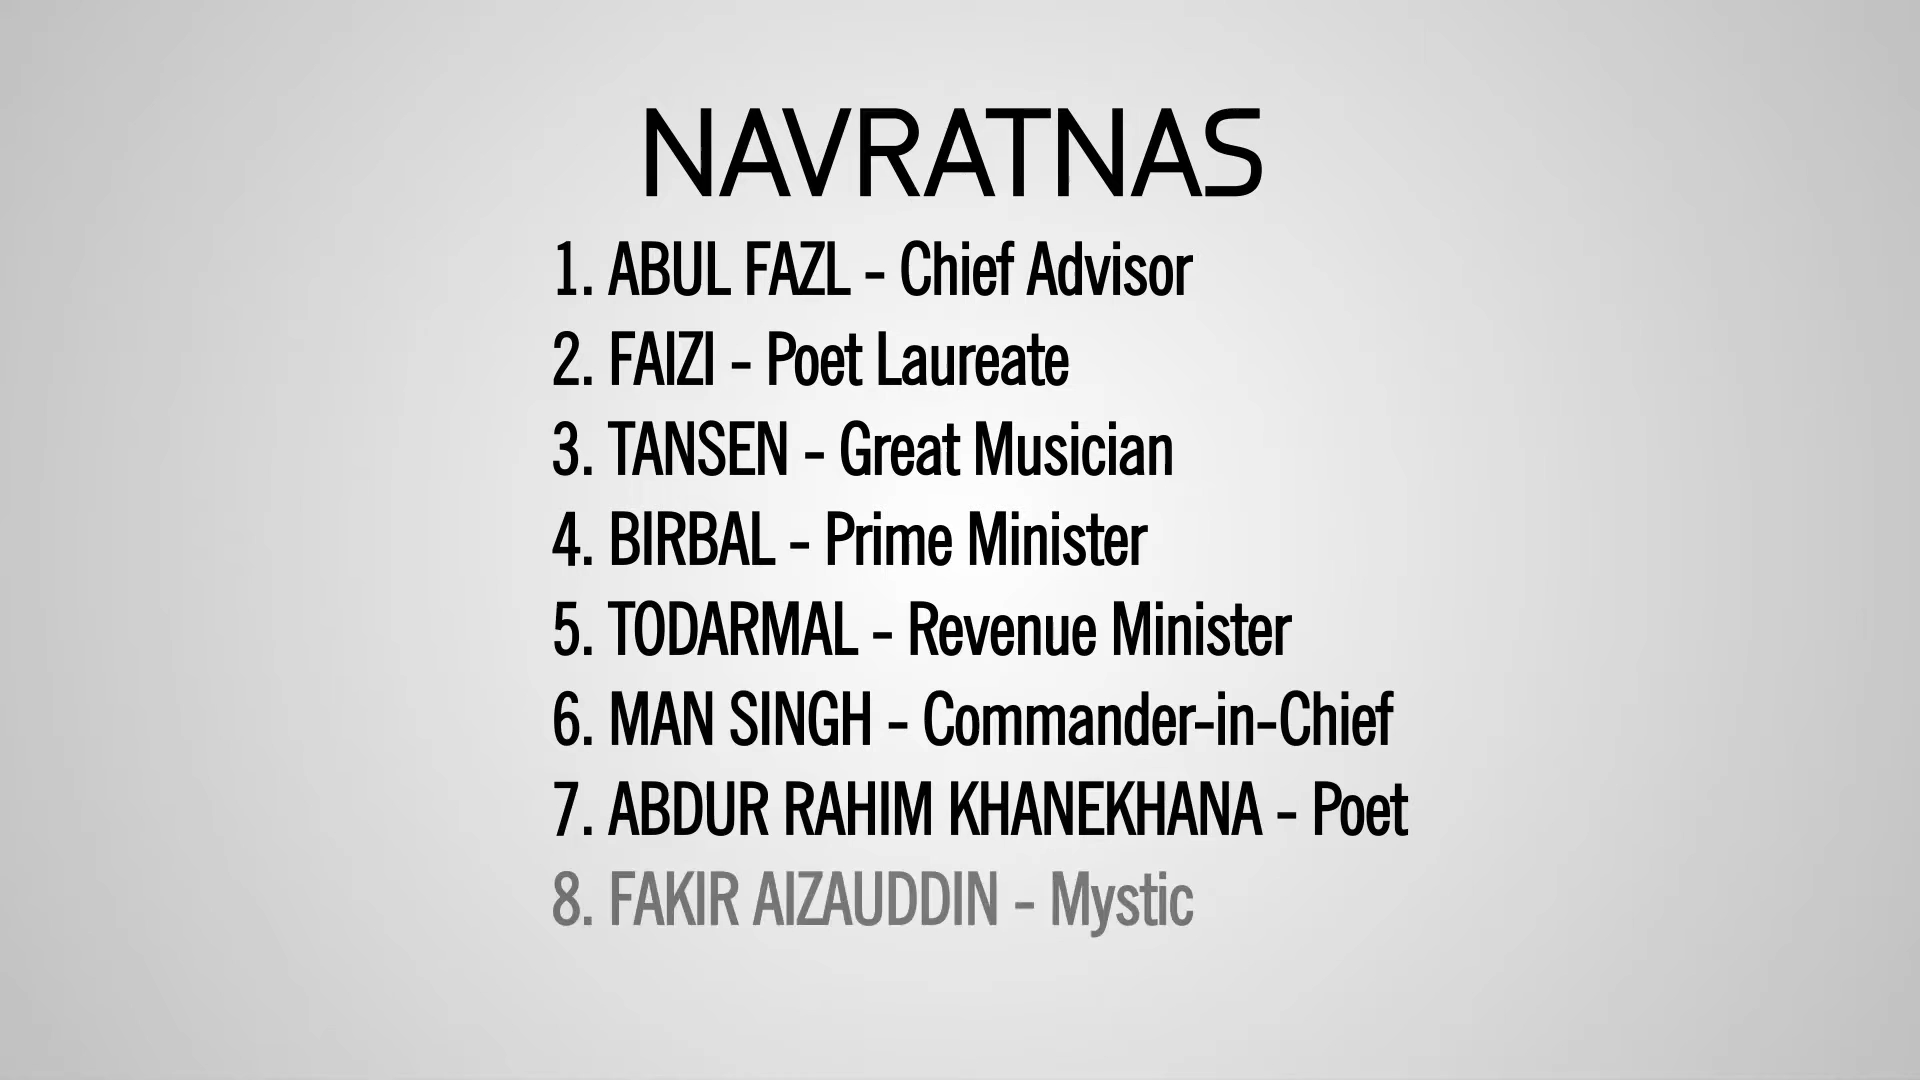 NAVRATNAS
1. ABUL FAZL - Chief Advisor
2. FAIZI - Poet Laureate
3. TANSEN - Great Musician
4. BIRBAL - Prime Minister
5. TODARMAL - Revenue Minister
6. MAN SINGH - Commander-in-Chief
7. ABDUR RAHIM KHANEKHANA - Poet
8. FAKIR AIZAUDDIN - Mystic